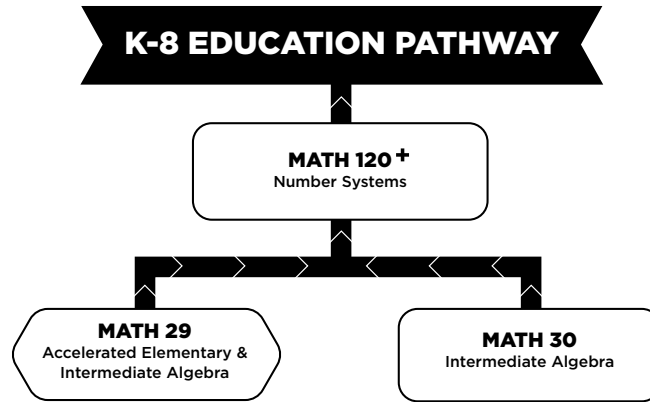 K-8 EDUCATION PATHWAY
MATH 120+
Number Systems
MATH 29
Accelerated Elementary &
Intermediate Algebra
MATH 30
Intermediate Algebra